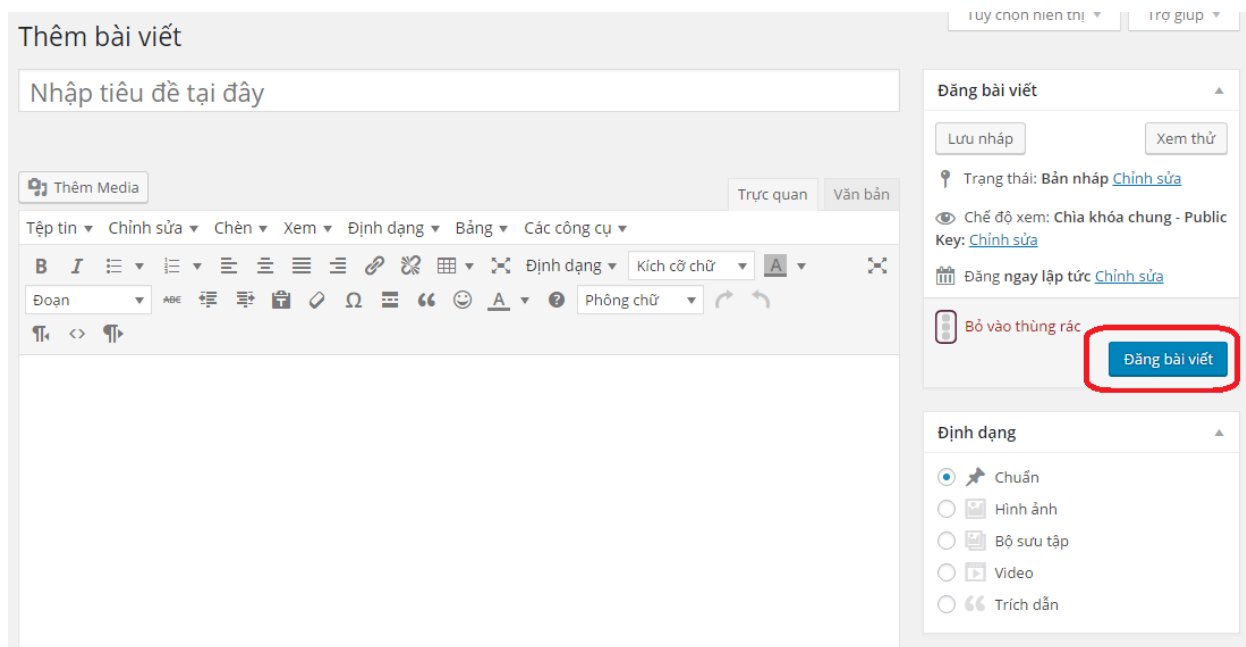 Tùy chọn hiển thị
Trợ giúp
Thêm bài viết
Nhập tiêu đề tại đây
Thêm Media
Trực quan
Văn bản
Tệp tin Chỉnh sửa Chèn Xem Định dạng Bảng Các công cụ
B I Định dạng Kích cỡ chữ A
Đoạn ABC Ω A Phông chữ
Đăng bài viết
Lưu nháp
Xem thử
Trạng thái: Bản nháp Chỉnh sửa
Chế độ xem: Chìa khóa chung - Public
Key: Chỉnh sửa
Đăng ngay lập tức Chỉnh sửa
Bỏ vào thùng rác
Đăng bài viết
Định dạng
Chuẩn
Hình ảnh
Bộ sưu tập
Video
Trích dẫn